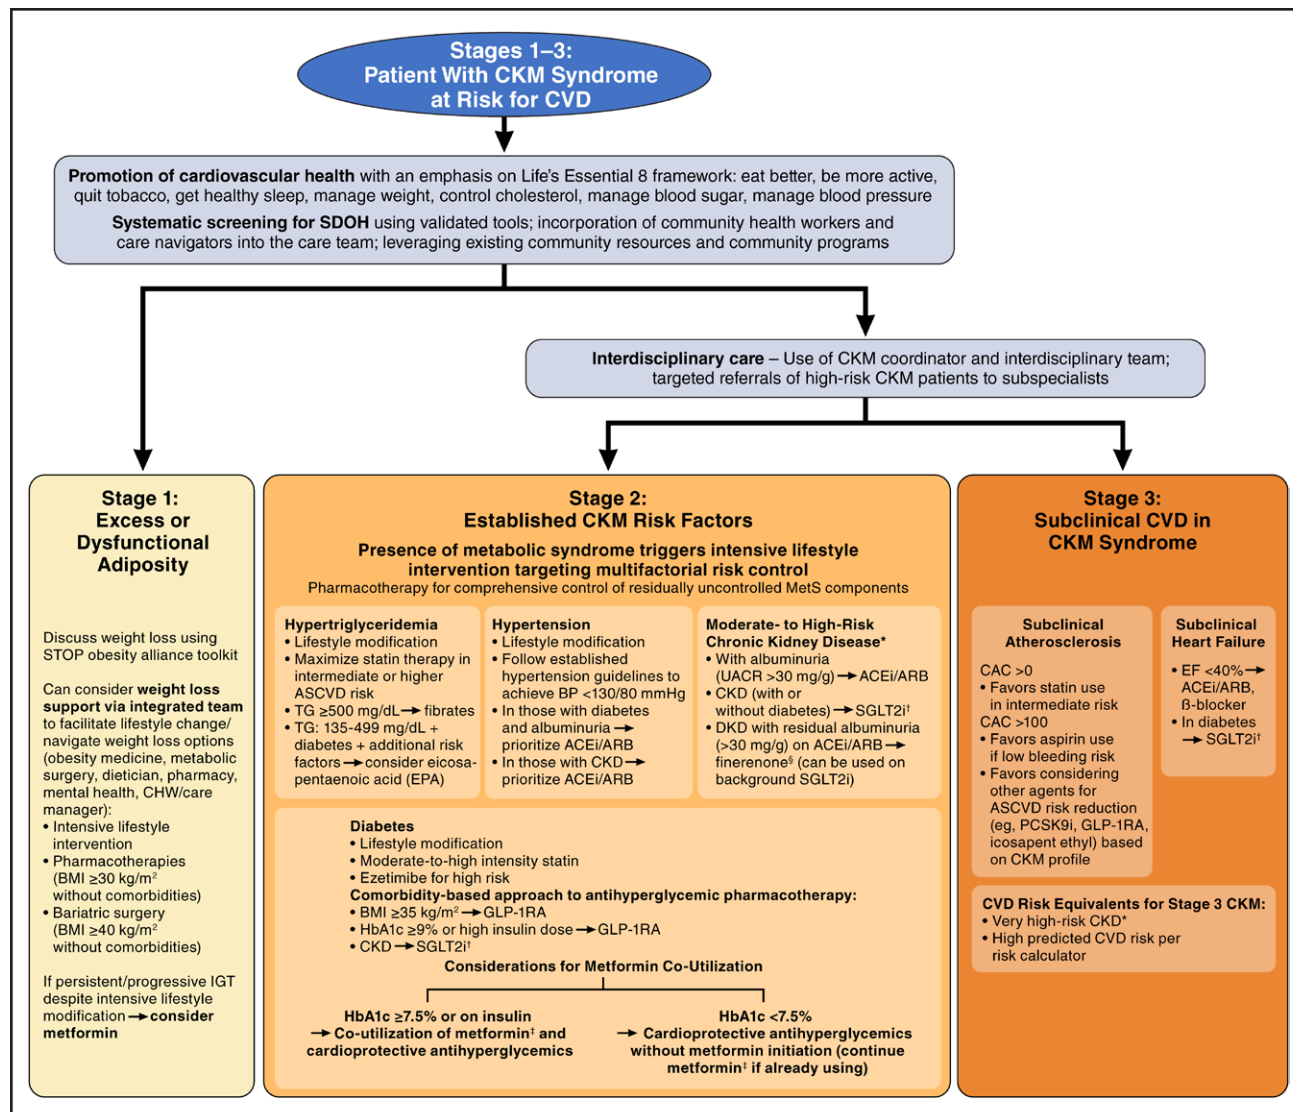 Stages 1–3:
Patient With CKM Syndrome
at Risk for CVD
Promotion of cardiovascular health with an emphasis on Life's Essential 8 framework: eat better, be more active,
quit tobacco, get healthy sleep, manage weight, control cholesterol, manage blood sugar, manage blood pressure
Systematic screening for SDOH using validated tools; incorporation of community health workers and
care navigators into the care team; leveraging existing community resources and community programs
Interdisciplinary care – Use of CKM coordinator and interdisciplinary team;
targeted referrals of high-risk CKM patients to subspecialists
Stage 1:
Excess or
Dysfunctional
Adiposity
Discuss weight loss using
STOP obesity alliance toolkit
Can consider weight loss
support via integrated team
to facilitate lifestyle change/
navigate weight loss options
(obesity medicine, metabolic
surgery, dietician, pharmacy,
mental health, CHW/care
manager):
• Intensive lifestyle
intervention
• Pharmacotherapies
(BMI ≥30 kg/m²
without comorbidities)
• Bariatric surgery
(BMI ≥40 kg/m²
without comorbidities)
If persistent/progressive IGT
despite intensive lifestyle
modification → consider
metformin
Stage 2:
Established CKM Risk Factors
Presence of metabolic syndrome triggers intensive lifestyle
intervention targeting multifactorial risk control
Pharmacotherapy for comprehensive control of residually uncontrolled MetS components
Hypertriglyceridemia
• Lifestyle modification
• Maximize statin therapy in
intermediate or higher
ASCVD risk
• TG ≥500 mg/dL → fibrates
• TG: 135-499 mg/dL +
diabetes + additional risk
factors → consider eicosa-
pentaenoic acid (EPA)
Hypertension
• Lifestyle modification
• Follow established
hypertension guidelines to
achieve BP <130/80 mmHg
• In those with diabetes
and albuminuria →
prioritize ACEi/ARB
• In those with CKD →
prioritize ACEi/ARB
Moderate- to High-Risk
Chronic Kidney Disease*
• With albuminuria
(UACR >30 mg/g) → ACEi/ARB
• CKD (with or
without diabetes) → SGLT2i†
• DKD with residual albuminuria
(>30 mg/g) on ACEi/ARB →
finerenone§ (can be used on
background SGLT2i)
Diabetes
• Lifestyle modification
• Moderate-to-high intensity statin
• Ezetimibe for high risk
Comorbidity-based approach to antihyperglycemic pharmacotherapy:
• BMI ≥35 kg/m² → GLP-1RA
• HbA1c ≥9% or high insulin dose → GLP-1RA
• CKD → SGLT2i†
Considerations for Metformin Co-Utilization
HbA1c ≥7.5% or on insulin
→ Co-utilization of metformin‡ and
cardioprotective antihyperglycemics
HbA1c <7.5%
→ Cardioprotective antihyperglycemics
without metformin initiation (continue
metformin‡ if already using)
Stage 3:
Subclinical CVD in
CKM Syndrome
Subclinical
Atherosclerosis
CAC >0
• Favors statin use
in intermediate risk
CAC >100
• Favors aspirin use
if low bleeding risk
• Favors considering
other agents for
ASCVD risk reduction
(eg, PCSK9i, GLP-1RA,
icosapent ethyl) based
on CKM profile
Subclinical
Heart Failure
• EF <40% →
ACEi/ARB,
ß-blocker
• In diabetes
→ SGLT2i†
CVD Risk Equivalents for Stage 3 CKM:
• Very high-risk CKD*
• High predicted CVD risk per
risk calculator